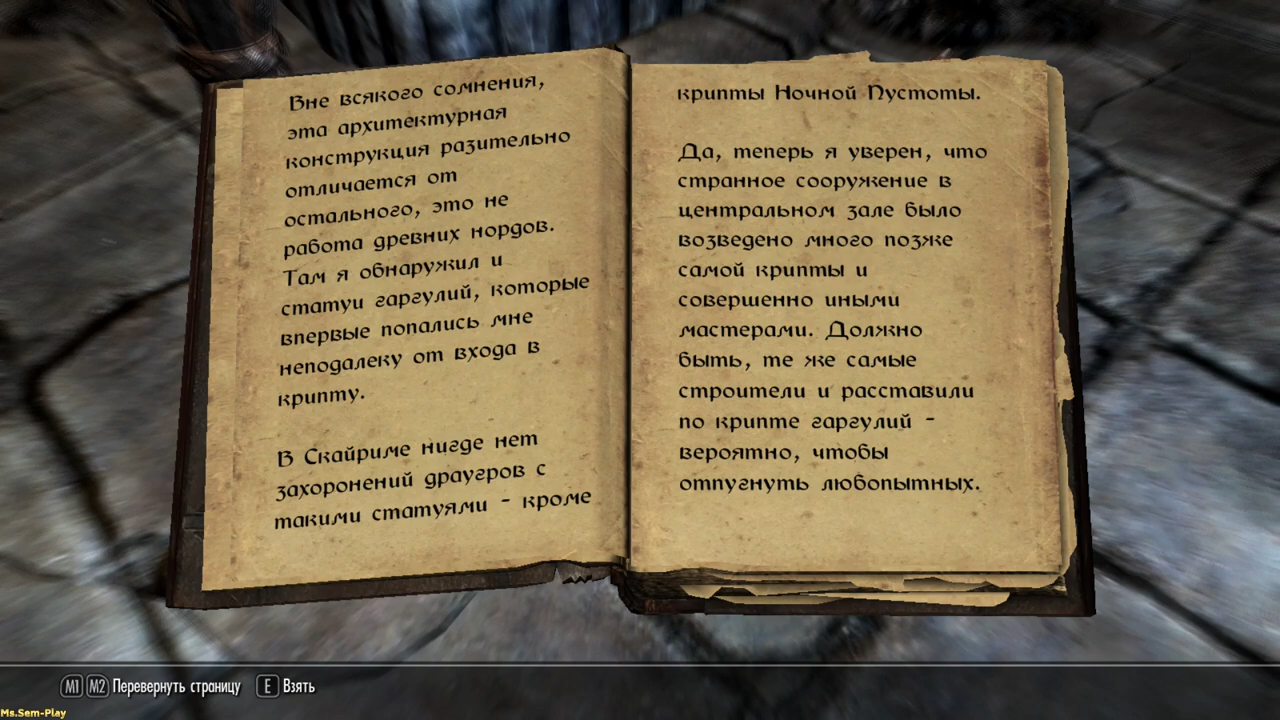 Вне всякого сомнения,
эта архитектурная
конструкция разительно
отличается от
остального, это не
работа древних нордов.
Там я обнаружил и
статуи гаргулий, которые
впервые попались мне
неподалеку от входа в
крипту.
В Скайриме нигде нет
захоронений драугров с
такими статуями - кроме
крипты Ночной Пустоты.
Да, теперь я уверен, что
странное сооружение в
центральном зале было
возведено много позже
самой крипты и
совершенно иными
мастерами. Должно
быть, те же самые
строители и расставили
по крипте гаргулий -
вероятно, чтобы
отпугнуть любопытных.
M1 M2 Перевернуть страницу E Взять
Ms.Sem-Play